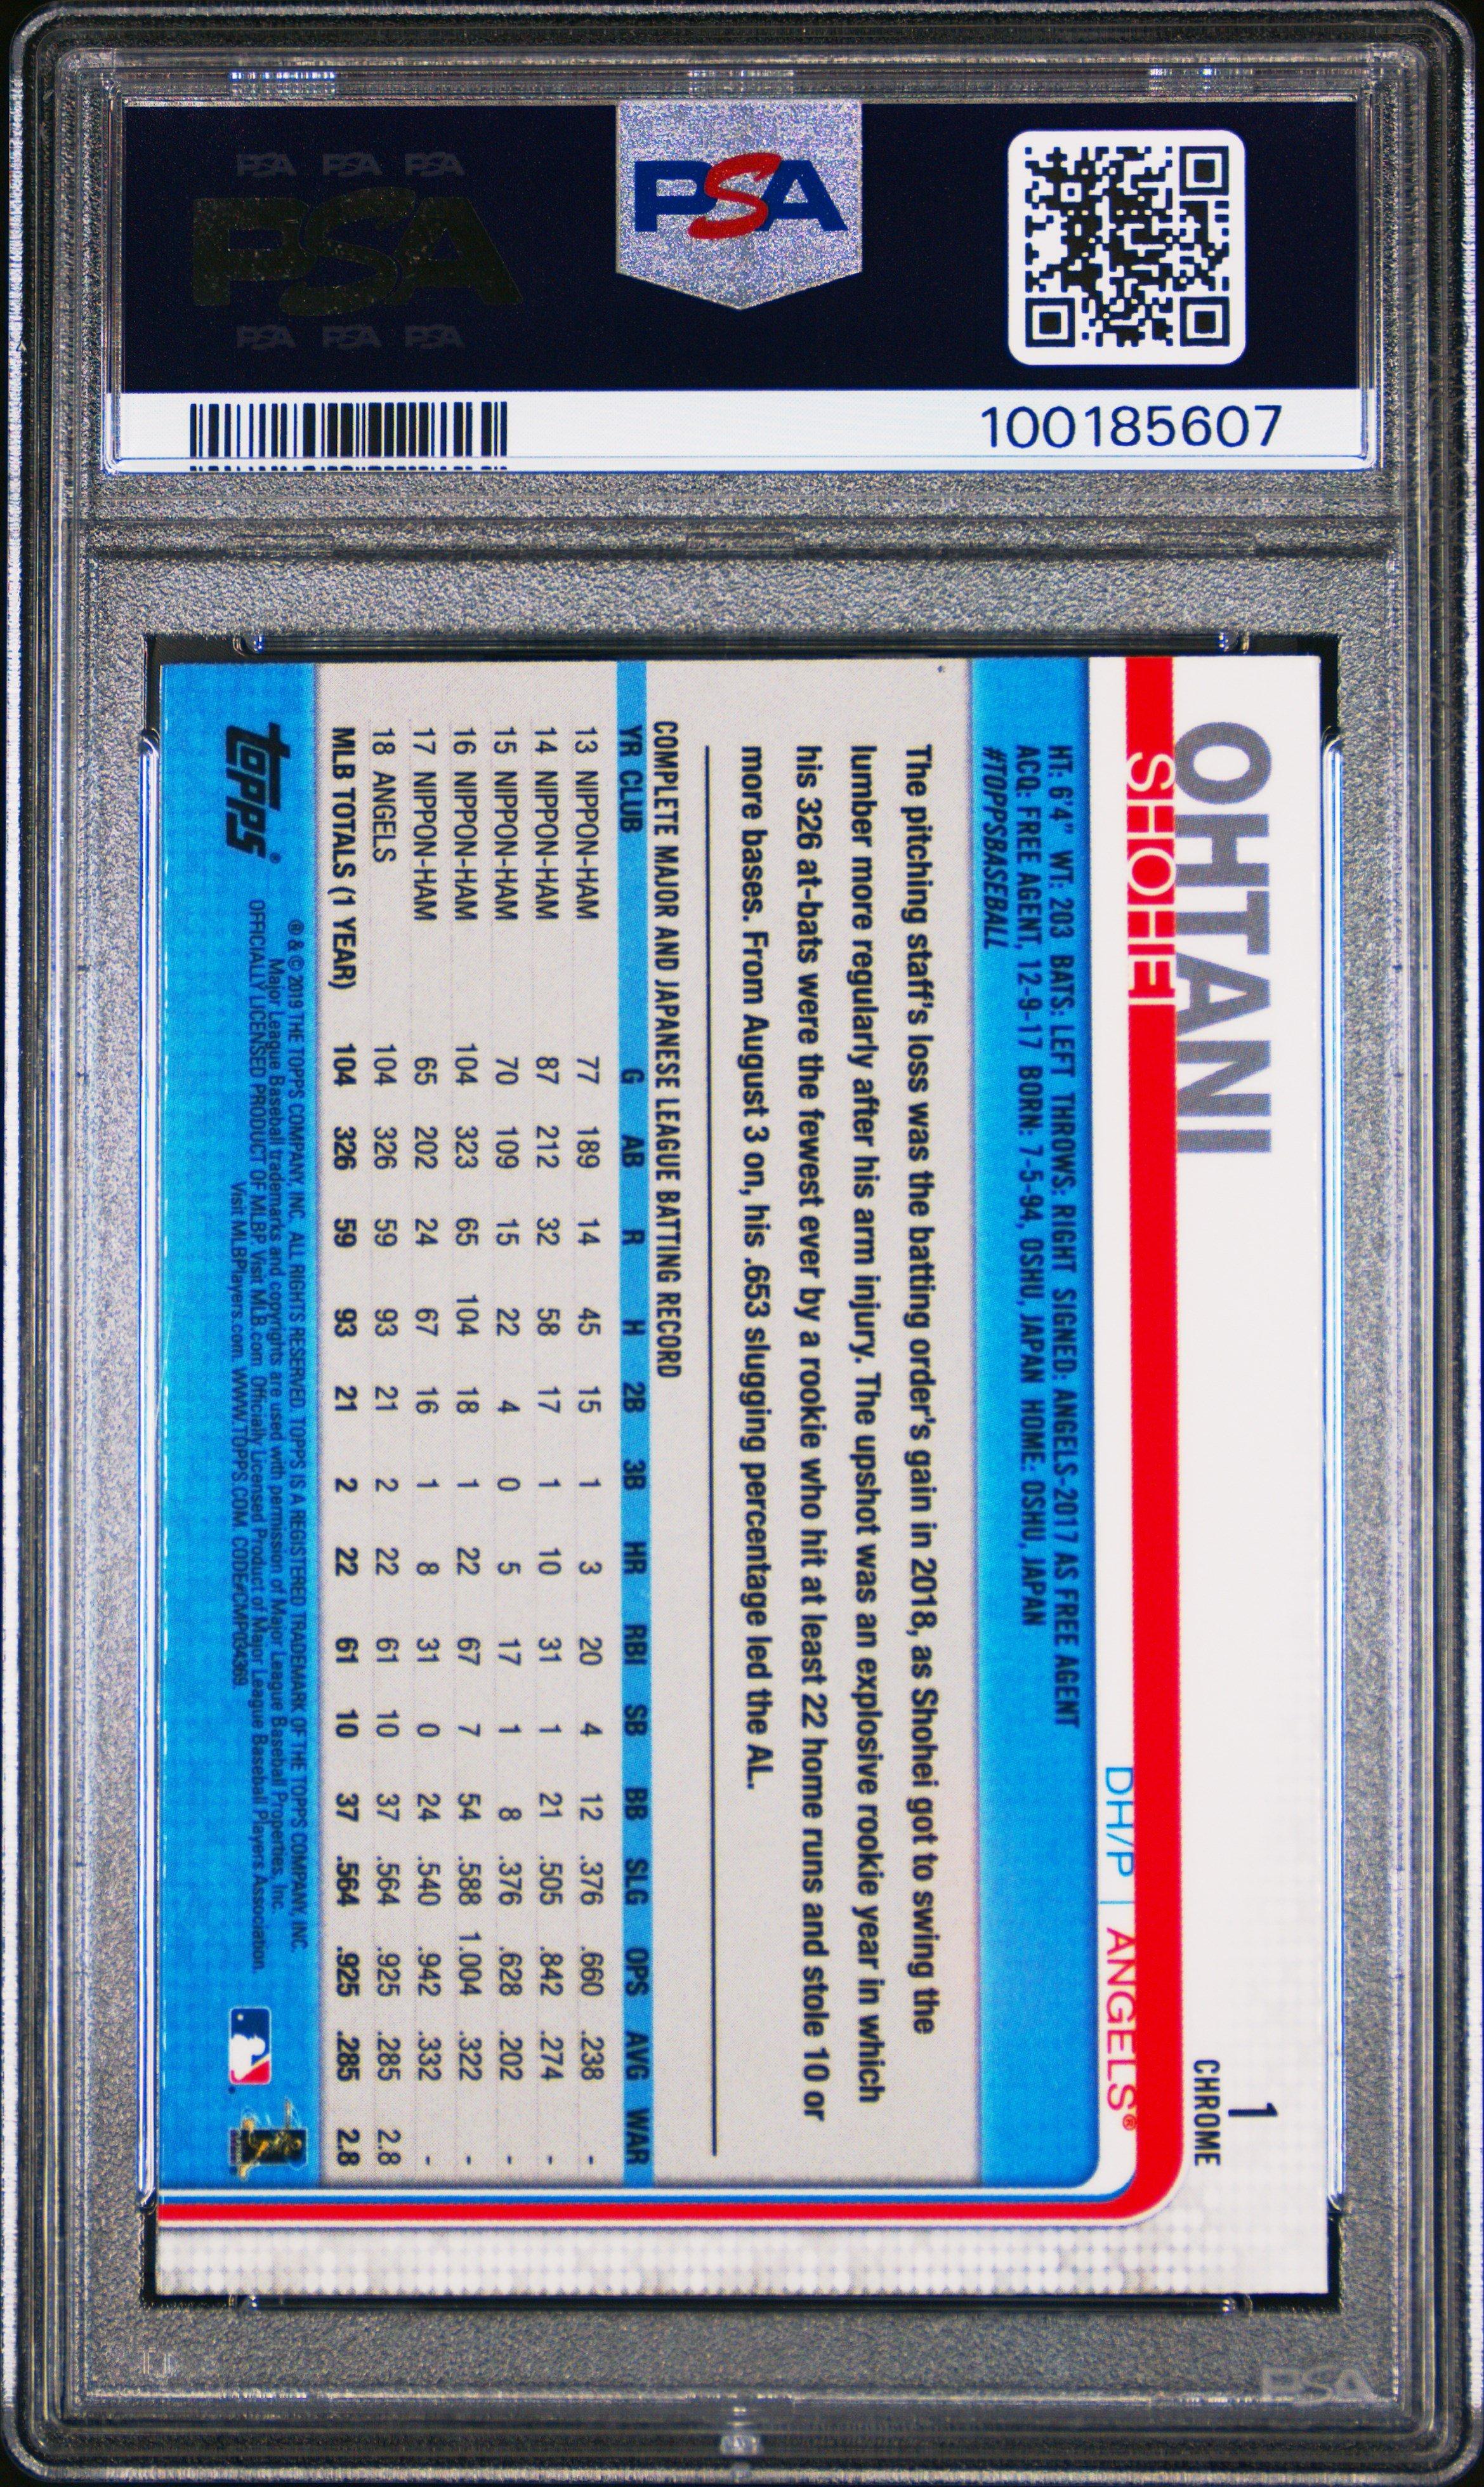 PSA PSA PSA
PSA
PSA PSA PSA
PSA
100185607
1
CHROME
OHTANI
SHOHEI
DH/P | ANGELS®
HT: 6'4" WT: 203 BATS: LEFT THROWS: RIGHT SIGNED: ANGELS-2017 AS FREE AGENT
ACQ: FREE AGENT, 12-9-17 BORN: 7-5-94, OSHU, JAPAN HOME: OSHU, JAPAN
#TOPPSBASEBALL
The pitching staff's loss was the batting order's gain in 2018, as Shohei got to swing the
lumber more regularly after his arm injury. The upshot was an explosive rookie year in which
his 326 at-bats were the fewest ever by a rookie who hit at least 22 home runs and stole 10 or
more bases. From August 3 on, his .653 slugging percentage led the AL.
COMPLETE MAJOR AND JAPANESE LEAGUE BATTING RECORD
YR CLUB G AB R H 2B 3B HR RBI SB BB SLG OPS AVG WAR
13 NIPPON-HAM 77 189 14 45 15 1 3 20 4 12 .376 .660 .238 -
14 NIPPON-HAM 87 212 32 58 17 1 10 31 1 21 .505 .842 .274 -
15 NIPPON-HAM 70 109 15 22 4 0 5 17 1 8 .376 .628 .202 -
16 NIPPON-HAM 104 323 65 104 18 1 22 67 7 54 .588 1.004 .322 -
17 NIPPON-HAM 65 202 24 67 16 1 8 31 0 24 .540 .942 .332 -
18 ANGELS 104 326 59 93 21 2 22 61 10 37 .564 .925 .285 2.8
MLB TOTALS (1 YEAR) 104 326 59 93 21 2 22 61 10 37 .564 .925 .285 2.8
topps®
® & © 2019 THE TOPPS COMPANY, INC. ALL RIGHTS RESERVED. TOPPS IS A REGISTERED TRADEMARK OF THE TOPPS COMPANY, INC.
Major League Baseball trademarks and copyrights are used with permission of Major League Baseball Properties, Inc.
OFFICIALLY LICENSED PRODUCT OF MLBP. Visit MLB.com. Officially Licensed Product of Major League Baseball Players Association.
Visit MLBPlayers.com. WWW.TOPPS.COM. CODE#CMP134369
PSA